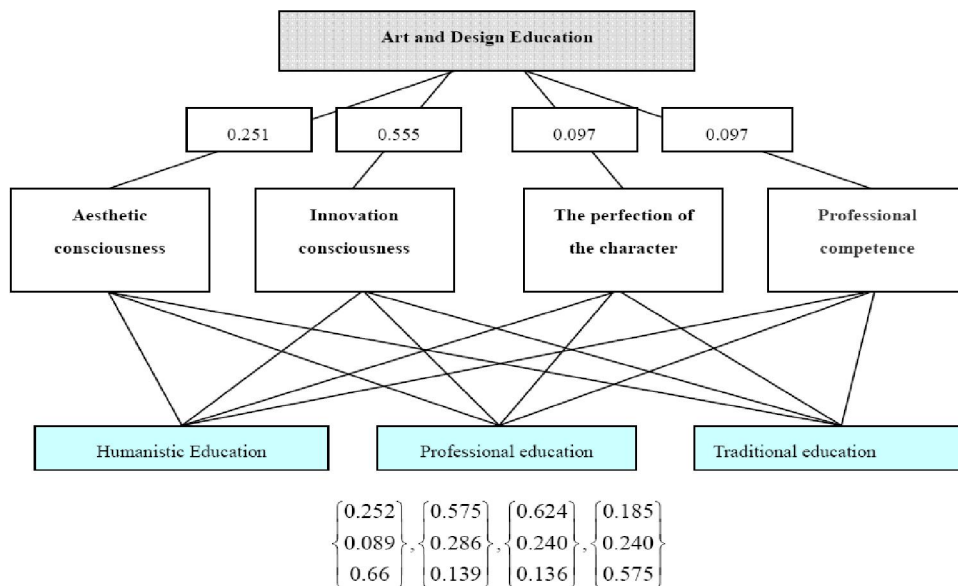 Art and Design Education
0.251 0.555 0.097 0.097
Aesthetic
consciousness
Innovation
consciousness
The perfection of
the character
Professional
competence
Humanistic Education
Professional education
Traditional education
{0.252}, {0.575}, {0.624}, {0.185}
{0.089}, {0.286}, {0.240}, {0.240}
{0.66}, {0.139}, {0.136}, {0.575}